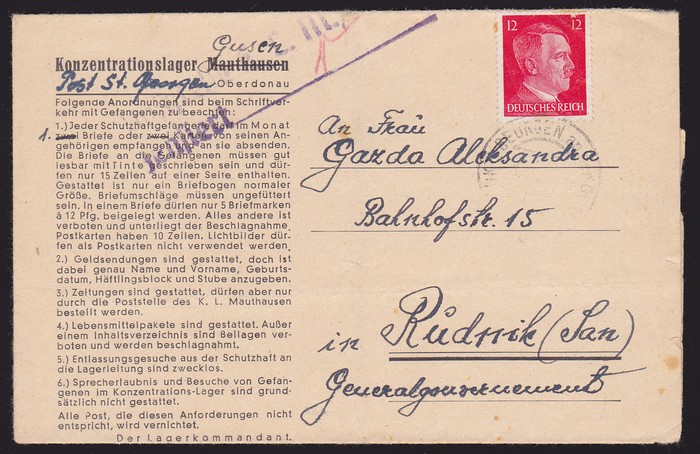 Gusen
Konzentrationslager Mauthausen
Post St. Georgen Oberdonau
Folgende Anordnungen sind beim Schriftver-
kehr mit Gefangenen zu beachten:
1.) Jeder Schutzhaftgefangene darf im Monat
1. zwei Briefe oder zwei Karten von seinen An-
gehörigen empfangen oder an sie absenden.
Die Briefe an die Gefangenen müssen gut
lesbar mit Tinte geschrieben sein und dür-
fen nur 15 Zeilen auf einer Seite enthalten.
Gestattet ist nur ein Briefbogen normaler
Größe. Briefumschläge müssen ungefüttert
sein. In einem Briefe dürfen nur 5 Briefmarken
à 12 Pfg. beigelegt werden. Alles andere ist
verboten und unterliegt der Beschlagnahme.
Postkarten haben 10 Zeilen. Lichtbilder dür-
fen als Postkarten nicht verwendet werden.
2.) Geldsendungen sind gestattet, doch ist
dabei genau Name und Vorname, Geburts-
datum, Häftlingsblock und Stube anzugeben.
3.) Zeitungen sind gestattet, dürfen aber nur
durch die Poststelle des K. L. Mauthausen
bestellt werden.
4.) Lebensmittelpakete sind gestattet. Außer
einem Inhaltsverzeichnis sind Beilagen ver-
boten und werden beschlagnahmt.
5.) Entlassungsgesuche aus der Schutzhaft an
die Lagerleitung sind zwecklos.
6.) Sprecherlaubnis und Besuche von Gefan-
genen im Konzentrations-Lager sind grund-
sätzlich nicht gestattet.
Alle Post, die diesen Anforderungen nicht
entspricht, wird vernichtet.
Der Lagerkommandant.
12 12
DEUTSCHES REICH
An Frau
Gazda Aleksandra
Bahnhofstr. 15
in Rudnik (San)
Generalgouvernement